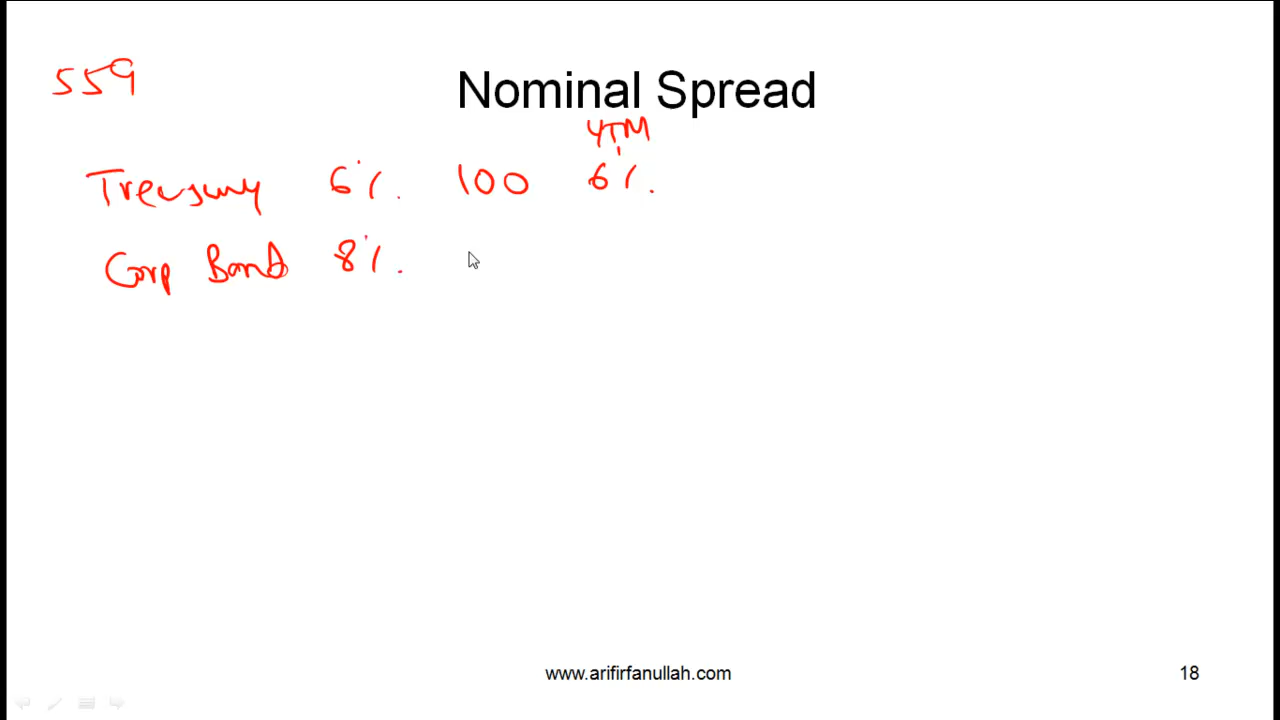 559
Nominal Spread
YTM
Treasury 6% 100 6%
Corp Bond 8%
www.arifirfanullah.com
18